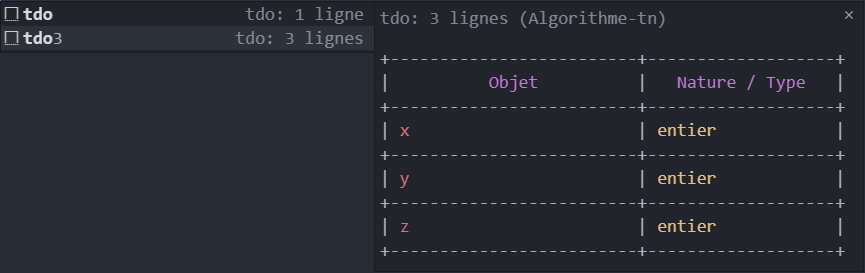 tdo tdo: 1 ligne
tdo3 tdo: 3 lignes
tdo: 3 lignes (Algorithme-tn) ×
+-------------------------+------------------+
| Objet | Nature / Type |
+-------------------------+------------------+
| x | entier |
+-------------------------+------------------+
| y | entier |
+-------------------------+------------------+
| z | entier |
+-------------------------+------------------+